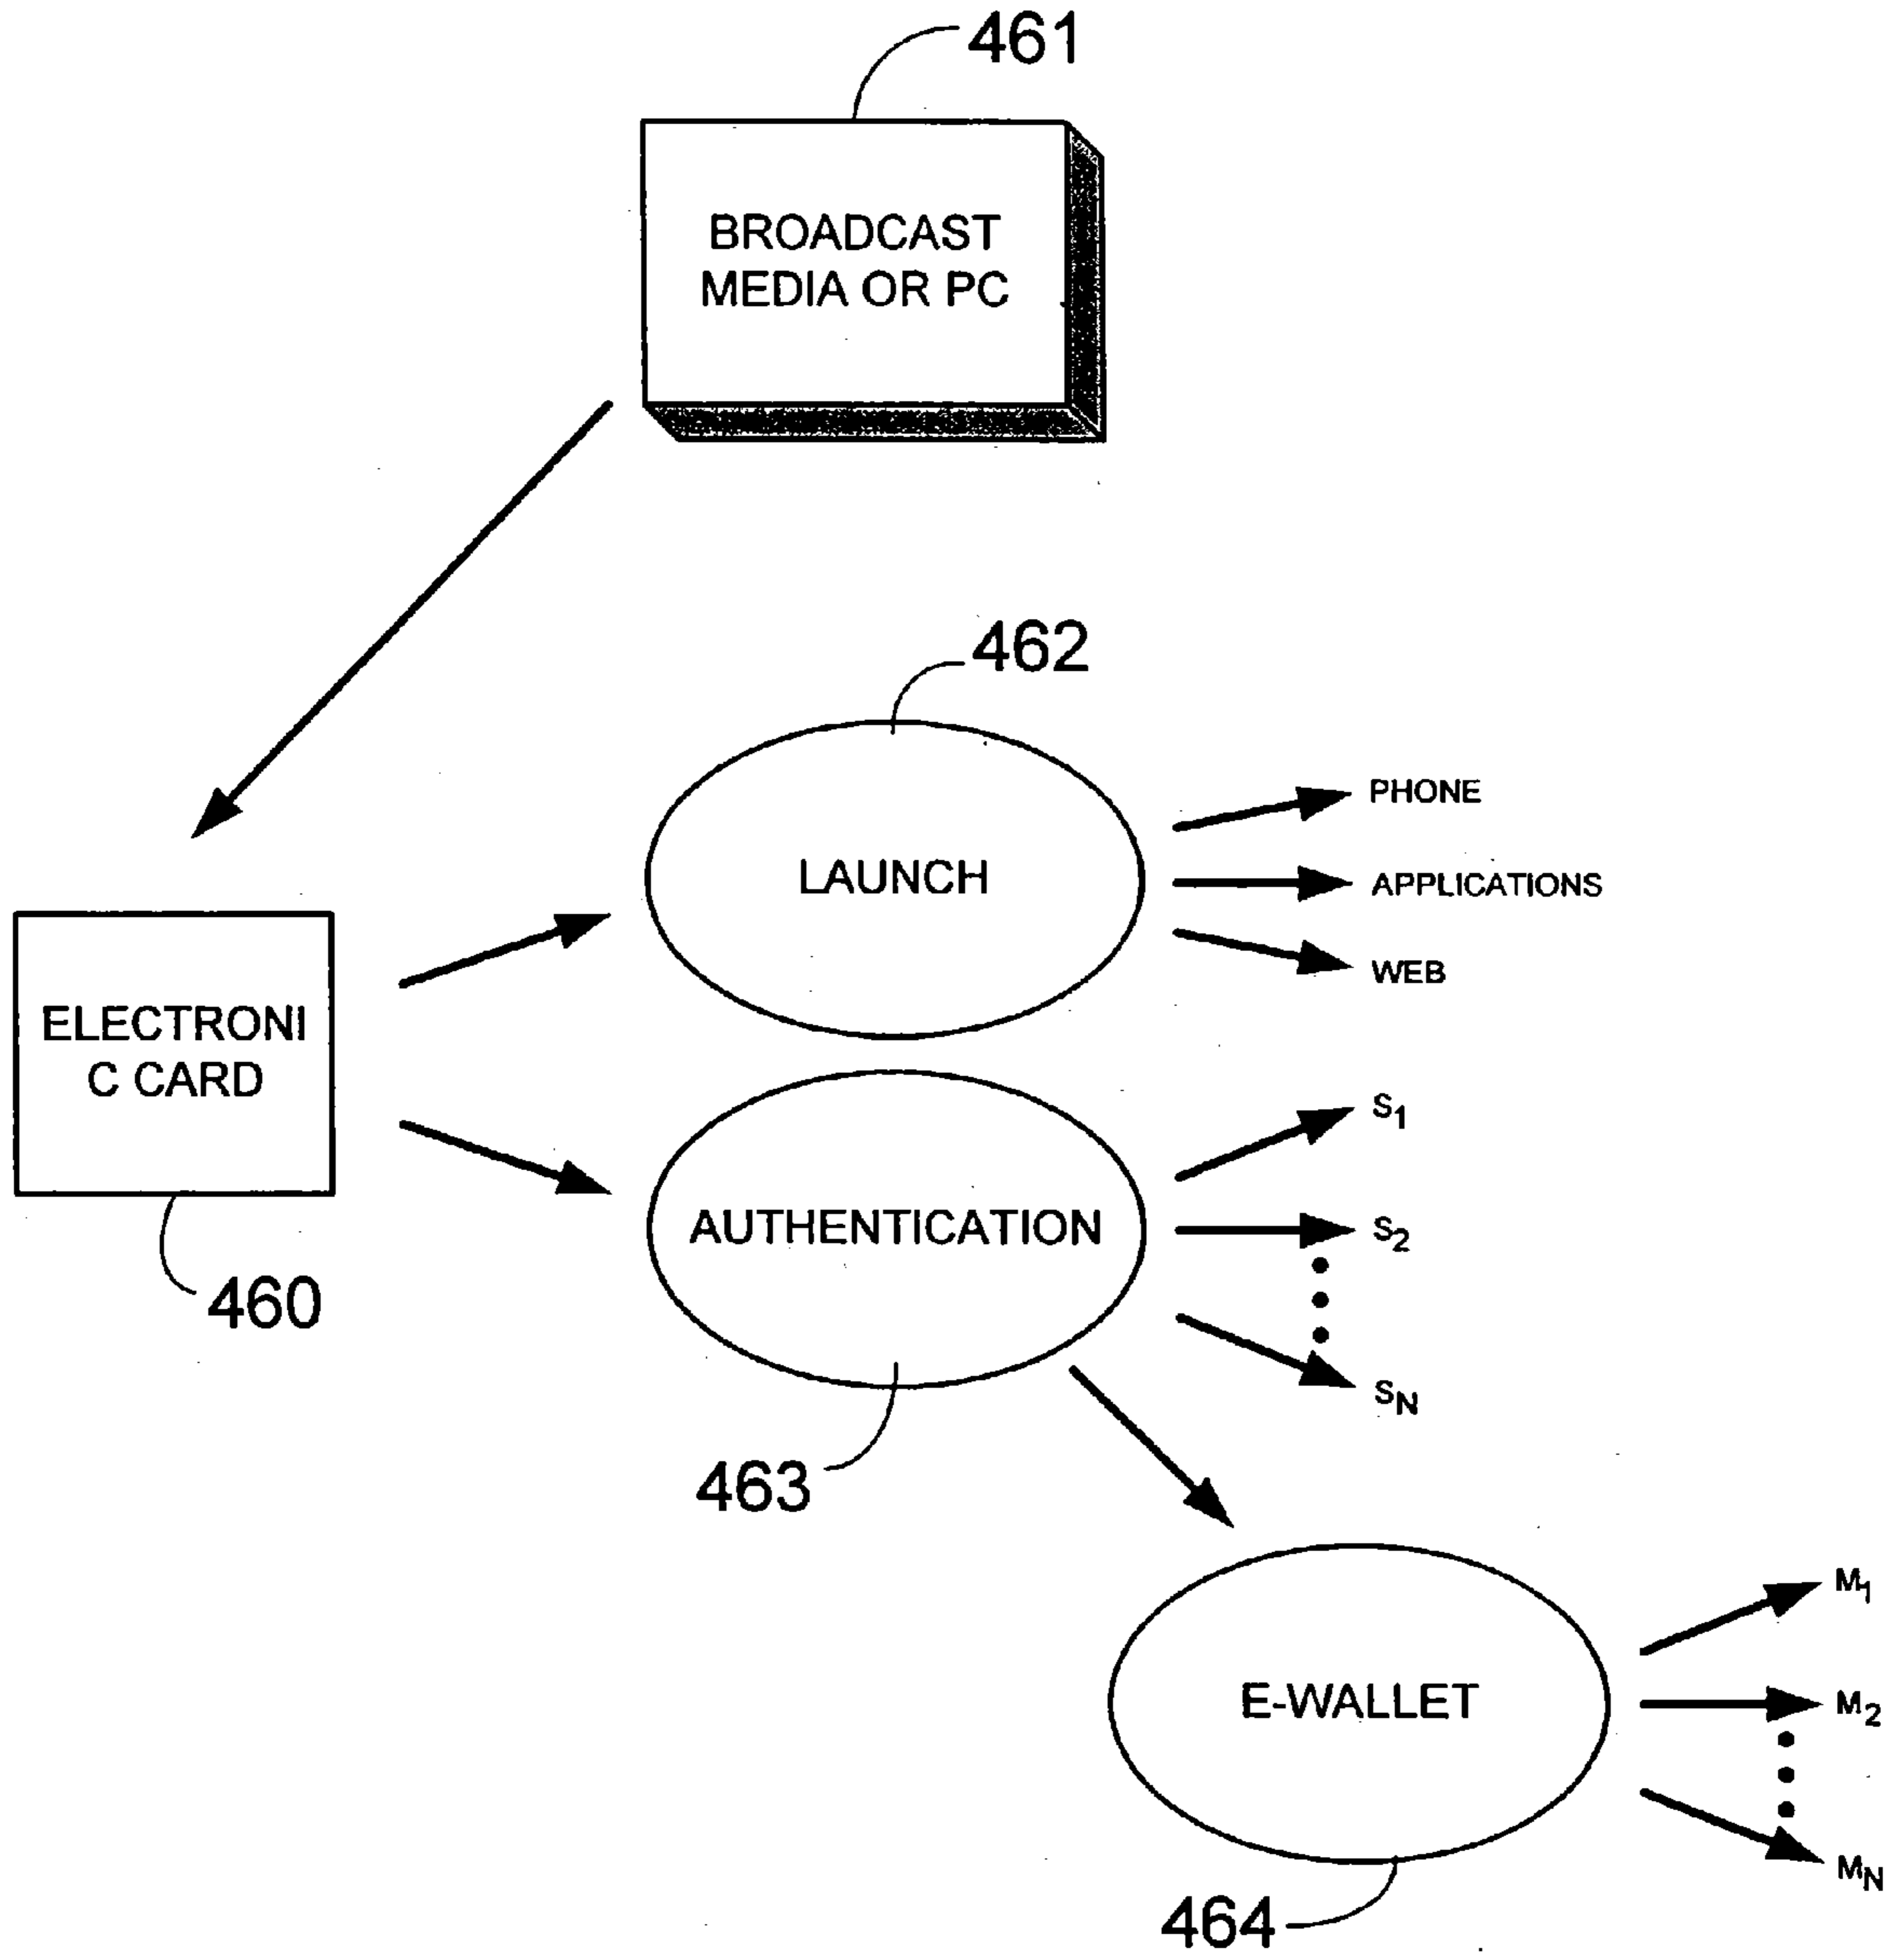 461
BROADCAST
MEDIA OR PC
462
LAUNCH
PHONE
APPLICATIONS
WEB
ELECTRONI
C CARD
460
AUTHENTICATION
S1
S2
SN
463
E-WALLET
M1
M2
MN
464